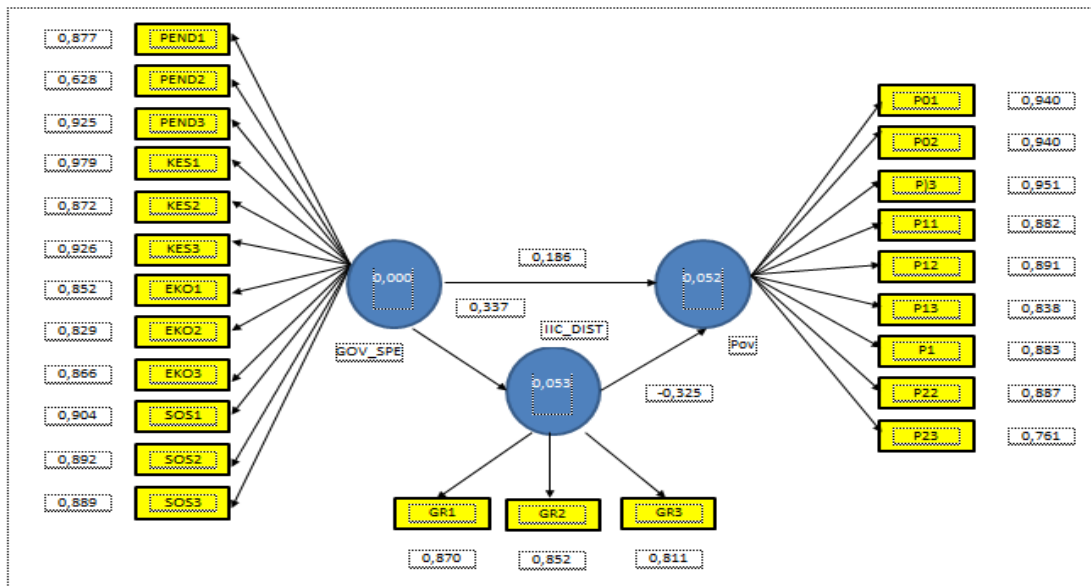 0,877
PEND1
0,628
PEND2
0,925
PEND3
0,979
KES1
0,872
KES2
0,926
KES3
0,852
EKO1
0,829
EKO2
0,866
EKO3
0,904
SOS1
0,892
SOS2
0,889
SOS3
0,000
GOV_SPE
0,186
0,337
IIC_DIST
0,053
-0,325
0,052
Pov
P01
0,940
P02
0,940
P)3
0,951
P11
0,882
P12
0,891
P13
0,838
P1
0,883
P22
0,887
P23
0,761
GR1
GR2
GR3
0,870
0,852
0,811